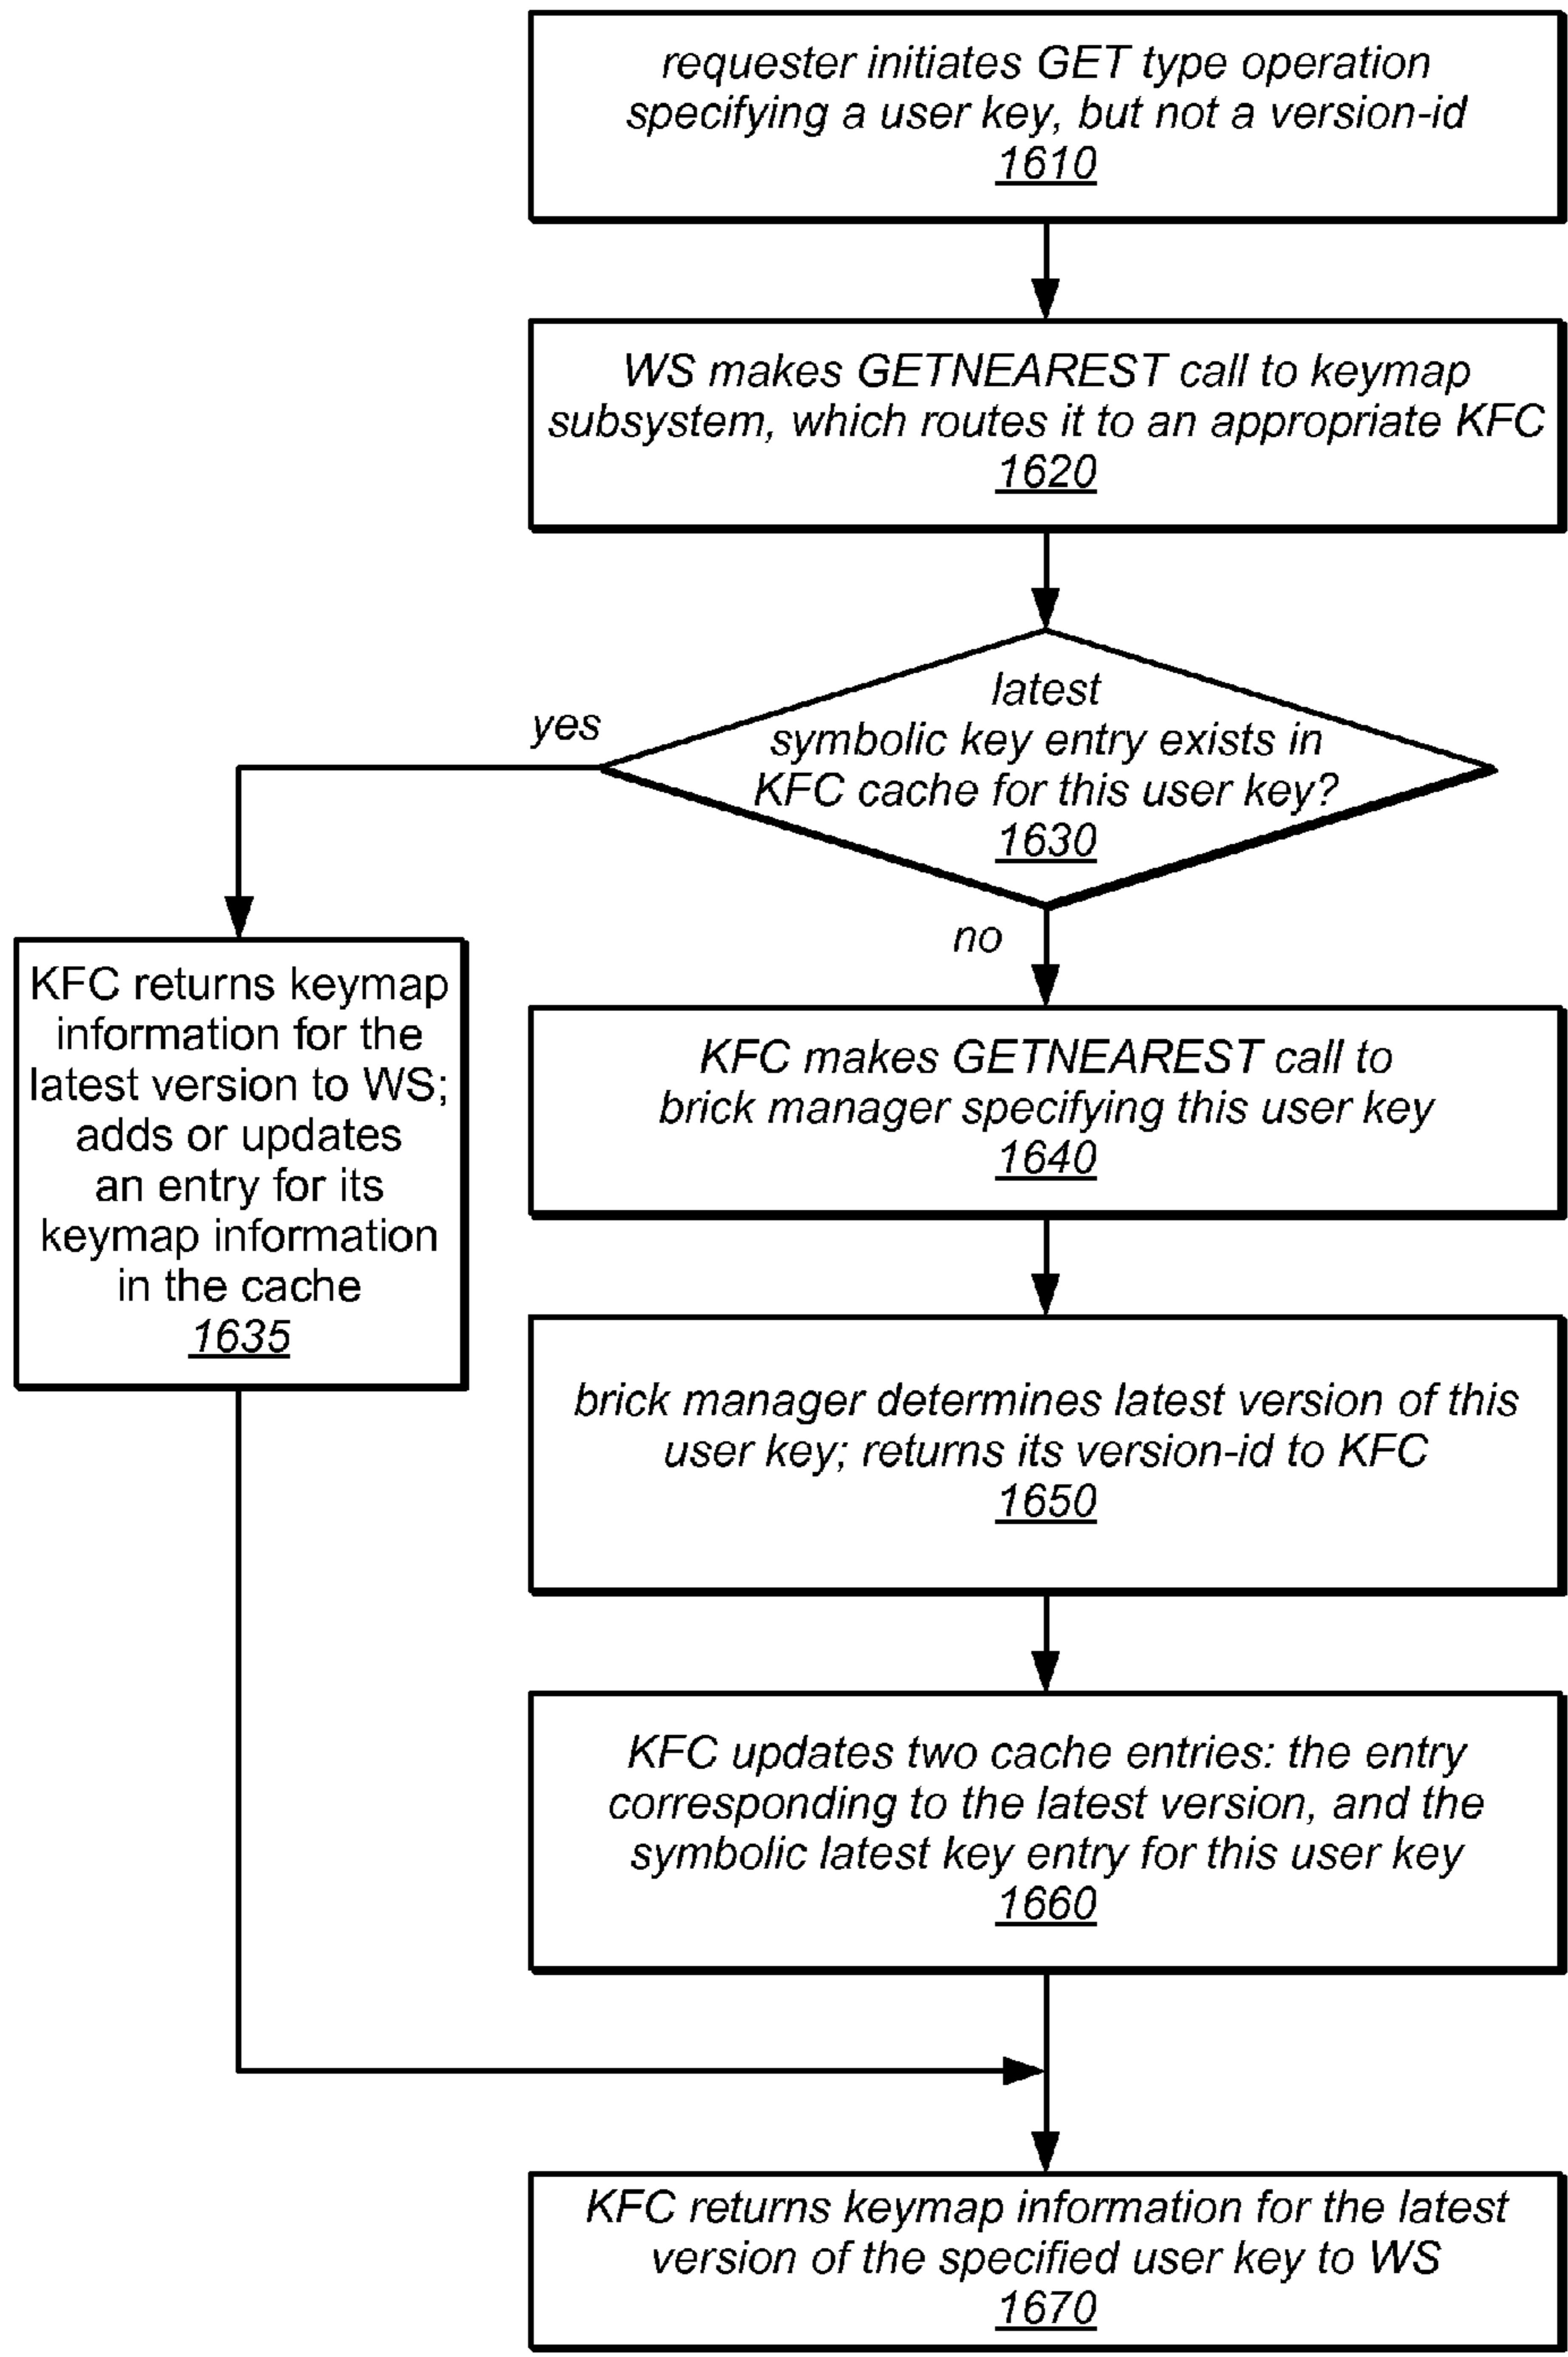 requester initiates GET type operation
specifying a user key, but not a version-id
1610
WS makes GETNEAREST call to keymap
subsystem, which routes it to an appropriate KFC
1620
latest
symbolic key entry exists in
KFC cache for this user key?
1630
yes
no
KFC returns keymap
information for the
latest version to WS;
adds or updates
an entry for its
keymap information
in the cache
1635
KFC makes GETNEAREST call to
brick manager specifying this user key
1640
brick manager determines latest version of this
user key; returns its version-id to KFC
1650
KFC updates two cache entries: the entry
corresponding to the latest version, and the
symbolic latest key entry for this user key
1660
KFC returns keymap information for the latest
version of the specified user key to WS
1670